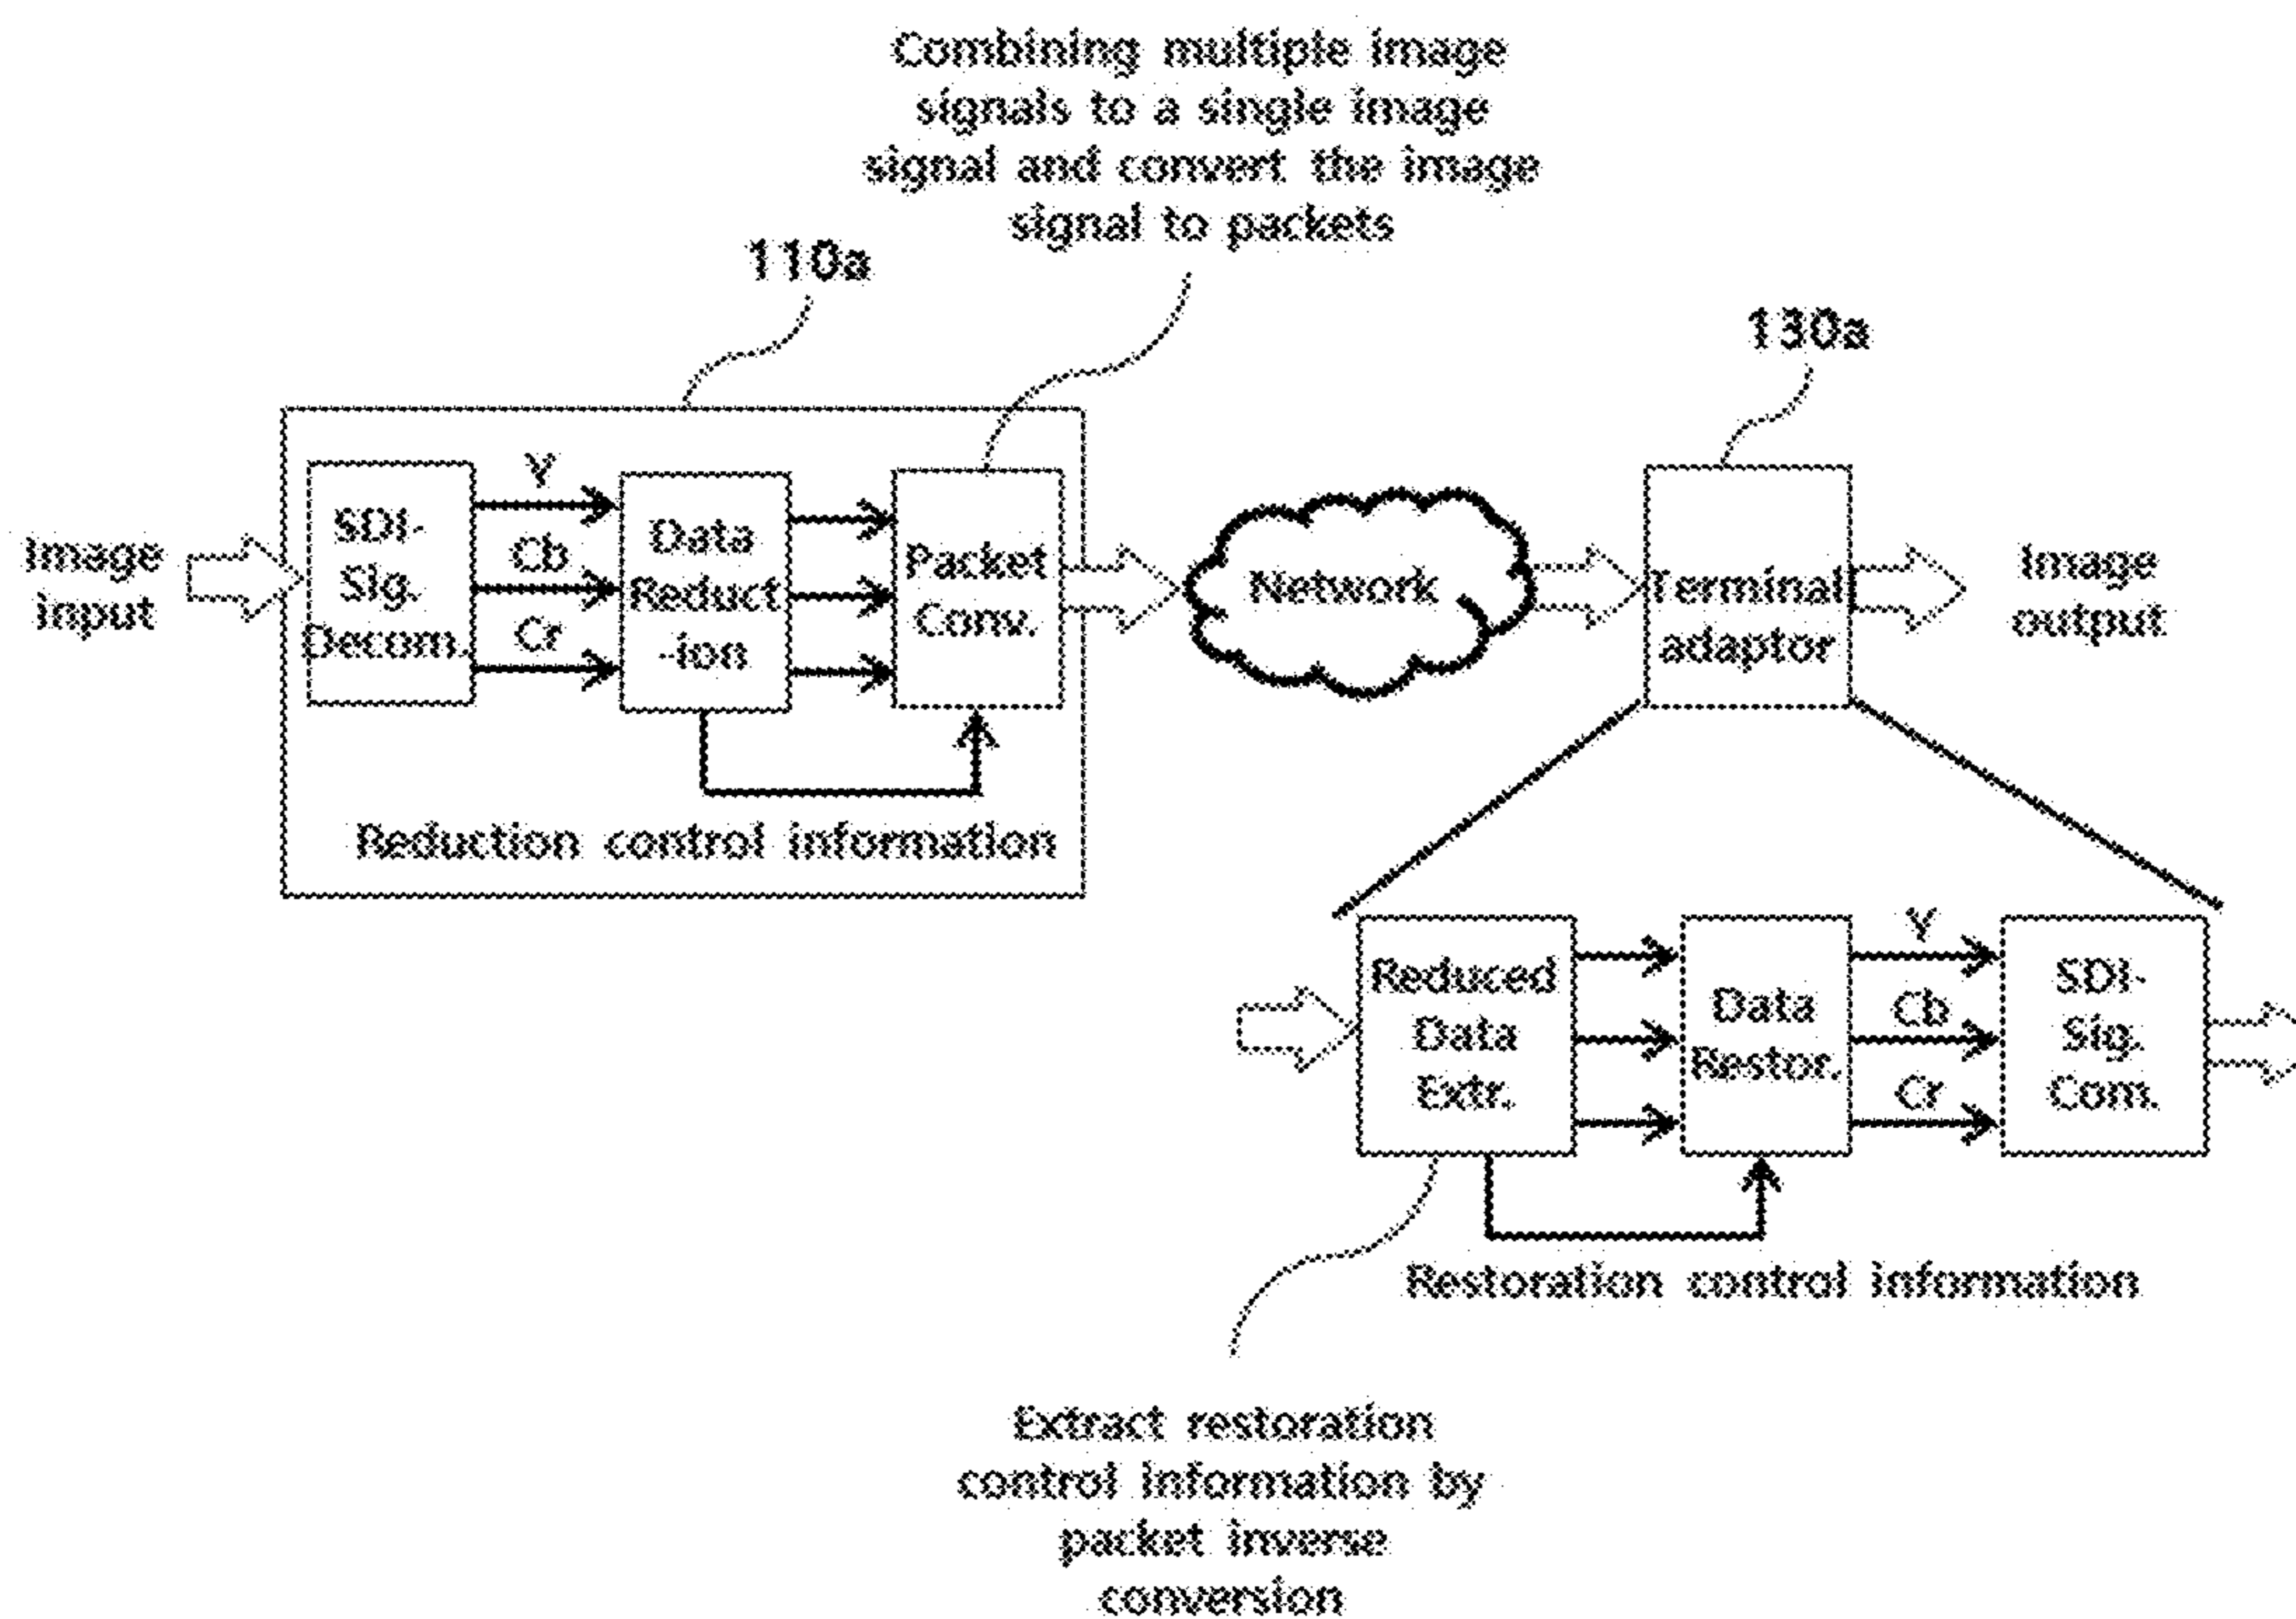 Combining multiple image
signals to a single image
signal and convert the image
signal to packets
110a
130a
Image
input
SDI-
Sig.
Decom.
Y
Cb
Cr
Data
Reduct
-ion
Packet
Conv.
Reduction control information
Network
Terminal
adaptor
Image
output
Reduced
Data
Extr.
Data
Restor.
Y
Cb
Cr
SDI-
Sig.
Com.
Restoration control information
Extract restoration
control information by
packet inverse
conversion